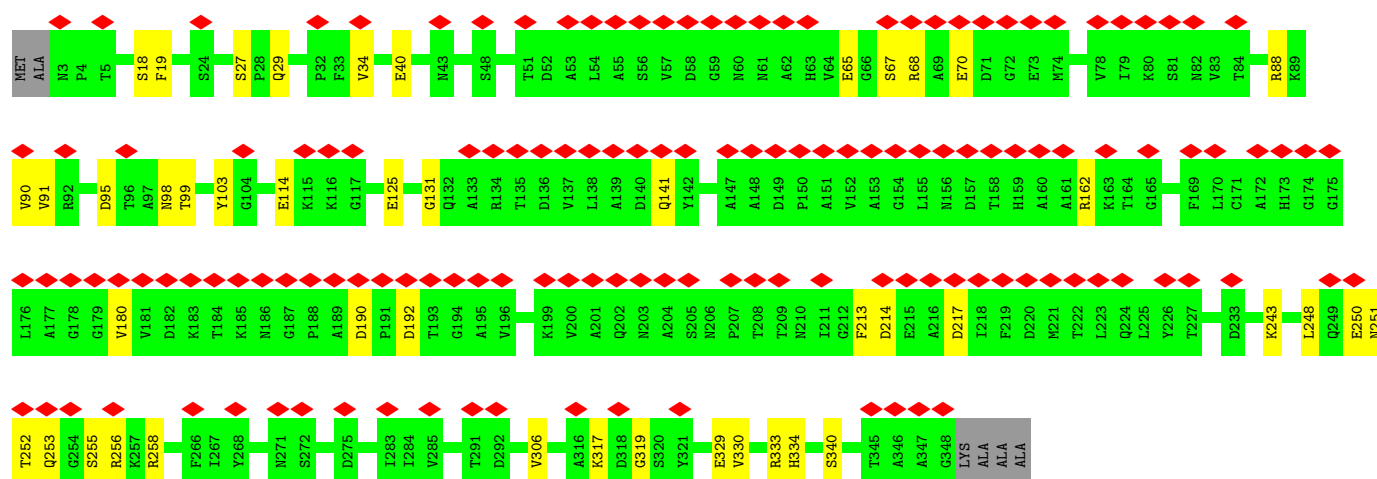 MET ALA N3 P4 T5 S18 F19 S24 S27 P28 Q29 P32 F33 V34 E40 N43 S48 T51 D52 A53 L54 A55 S56 V57 D58 G59 N60 N61 A62 H63 V64 E65 G66 S67 R68 A69 E70 D71 G72 E73 M74 V78 I79 K80 S81 N82 V83 T84 R88 K89
V90 V91 R92 D95 T96 A97 N98 T99 Y103 G104 E114 K115 K116 G117 E125 G131 Q132 A133 R134 T135 D136 V137 L138 A139 D140 Q141 Y142 A147 A148 D149 P150 A151 V152 A153 G154 L155 N156 D157 T158 H159 A160 A161 R162 K163 T164 G165 F169 L170 C171 A172 H173 G174 G175
L176 A177 G178 G179 V180 V181 D182 K183 T184 K185 N186 G187 P188 A189 D190 P191 D192 T193 G194 A195 V196 K199 V200 A201 Q202 N203 A204 S205 N206 P207 T208 T209 N210 I211 G212 F213 D214 E215 A216 D217 I218 F219 D220 M221 T222 L223 Q224 L225 Y226 T227 D233 K243 L248 Q249 E250 N251
T252 Q253 G254 S255 R256 K257 R258 F266 I267 Y268 N271 S272 D275 I283 I284 V285 T291 D292 V306 A316 K317 D318 G319 S320 Y321 E329 V330 R333 H334 S340 T345 A346 A347 G348 LYS ALA ALA ALA